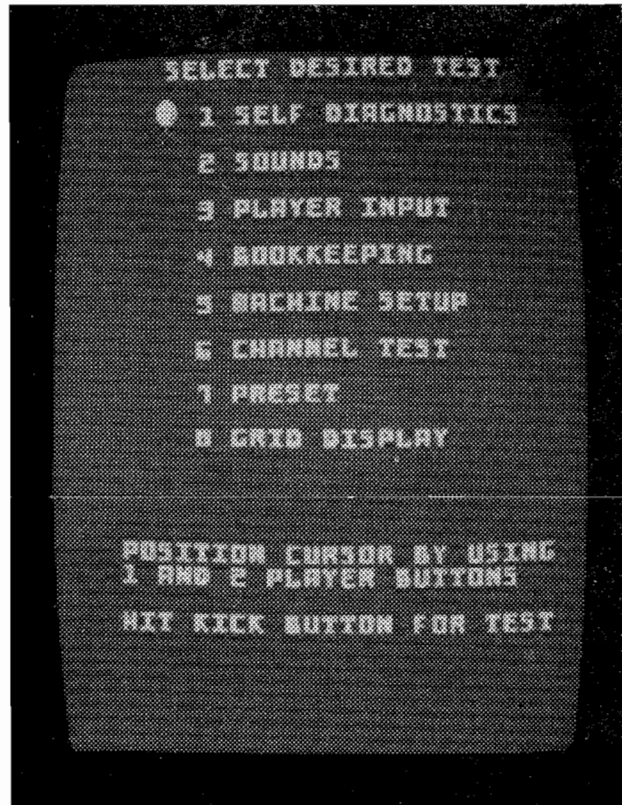 SELECT DESIRED TEST
1 SELF DIAGNOSTICS
2 SOUNDS
3 PLAYER INPUT
4 BOOKKEEPING
5 MACHINE SETUP
6 CHANNEL TEST
7 PRESET
8 GRID DISPLAY
POSITION CURSOR BY USING
1 AND 2 PLAYER BUTTONS
HIT KICK BUTTON FOR TEST